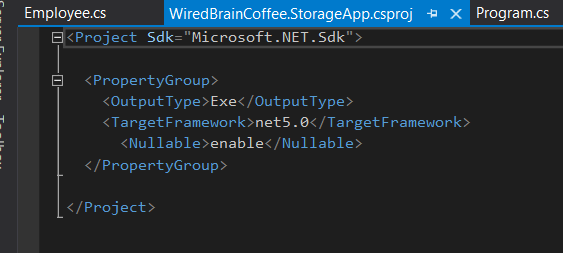 Employee.cs
WiredBrainCoffee.StorageApp.csproj
Program.cs
<Project Sdk="Microsoft.NET.Sdk">
<PropertyGroup>
<OutputType>Exe</OutputType>
<TargetFramework>net5.0</TargetFramework>
<Nullable>enable</Nullable>
</PropertyGroup>
</Project>